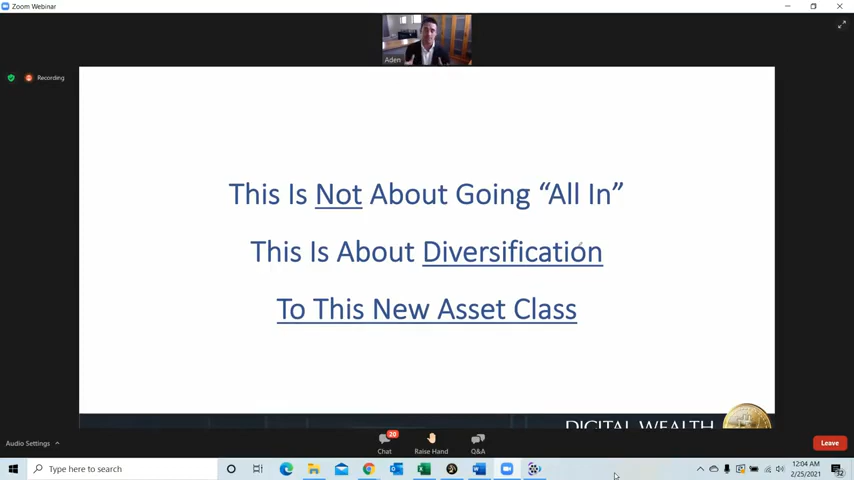 Zoom Webinar
Aden
Recording
This Is Not About Going “All In”
This Is About Diversification
To This New Asset Class
DIGITAL WEALTH
20
Chat
Raise Hand
Q&A
Audio Settings
Leave
Type here to search
12:04 AM
2/25/2021
32